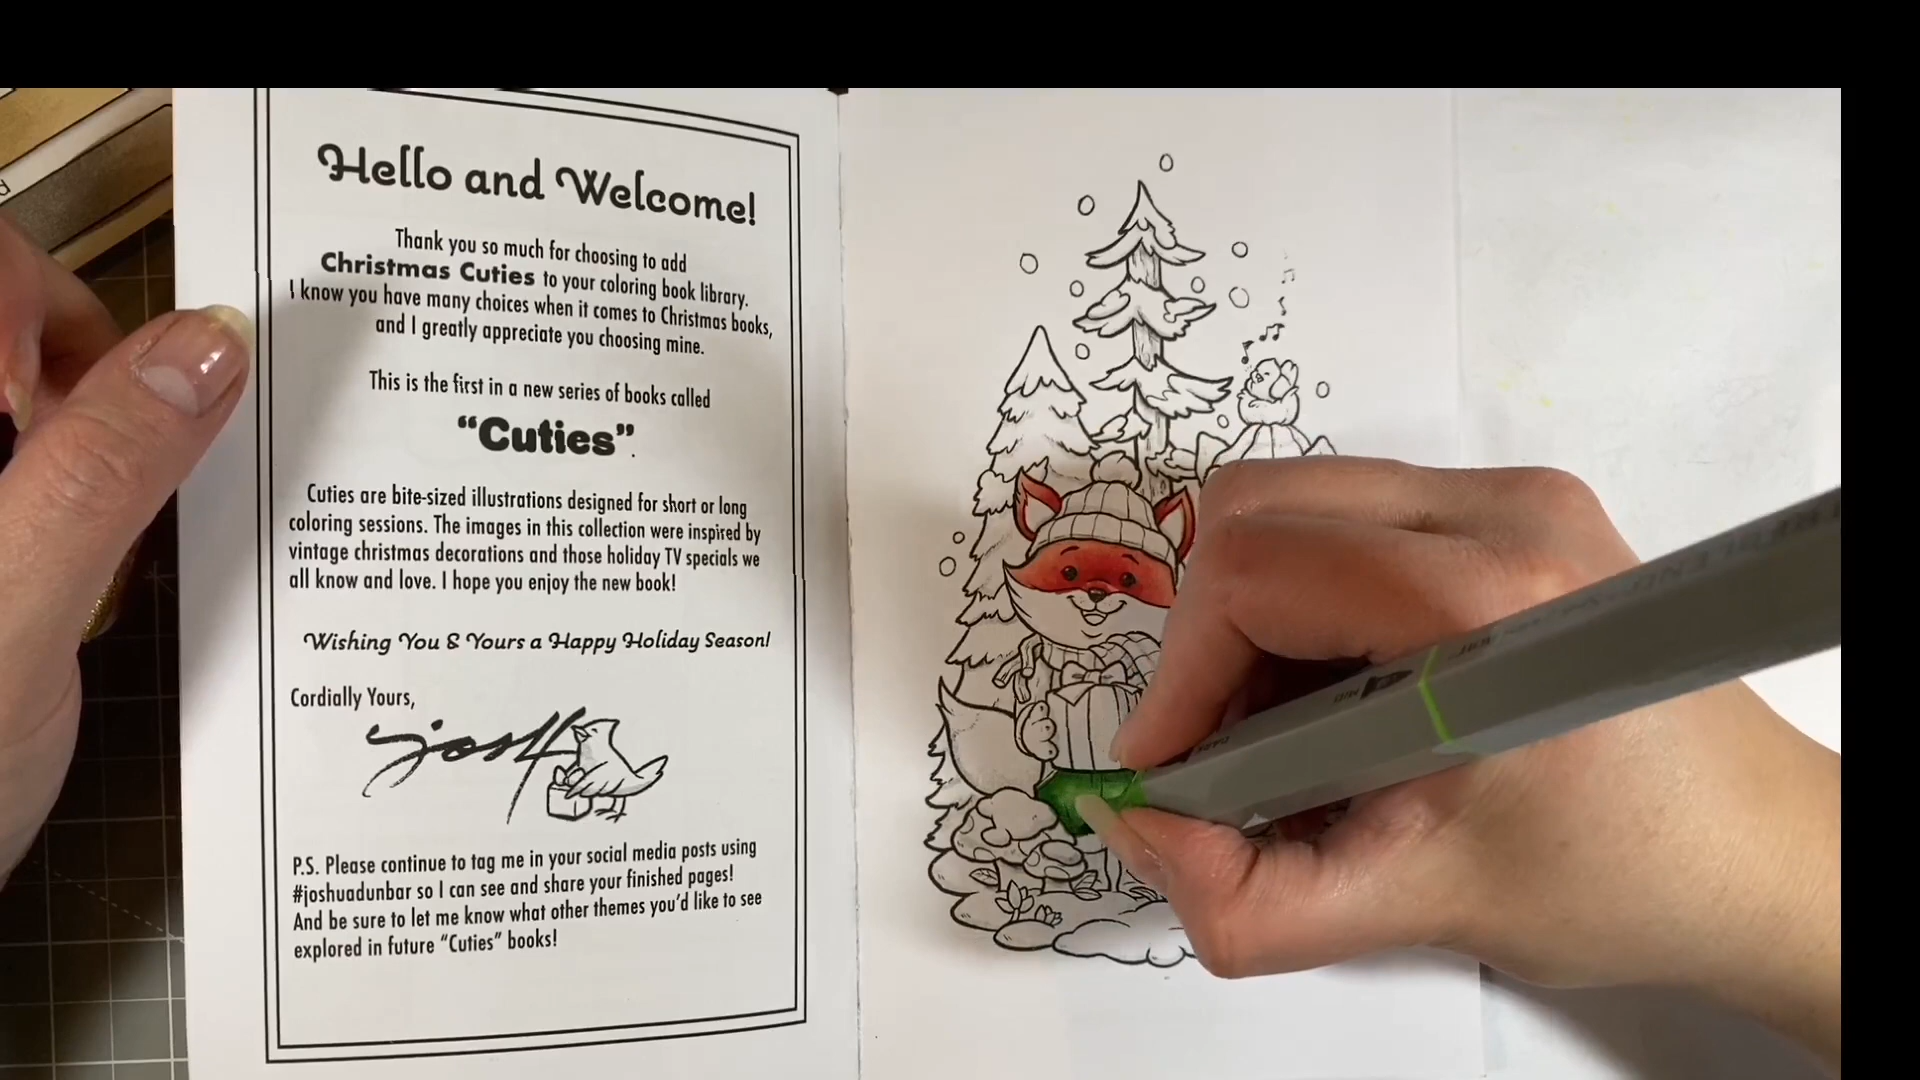 Hello and Welcome!
Thank you so much for choosing to add
Christmas Cuties to your coloring book library.
I know you have many choices when it comes to Christmas books,
and I greatly appreciate you choosing mine.
This is the first in a new series of books called
“Cuties”.
Cuties are bite-sized illustrations designed for short or long
coloring sessions. The images in this collection were inspired by
vintage christmas decorations and those holiday TV specials we
all know and love. I hope you enjoy the new book!
Wishing You & Yours a Happy Holiday Season!
Cordially Yours,
josh
P.S. Please continue to tag me in your social media posts using
#joshuadunbar so I can see and share your finished pages!
And be sure to let me know what other themes you’d like to see
explored in future “Cuties” books!
MID